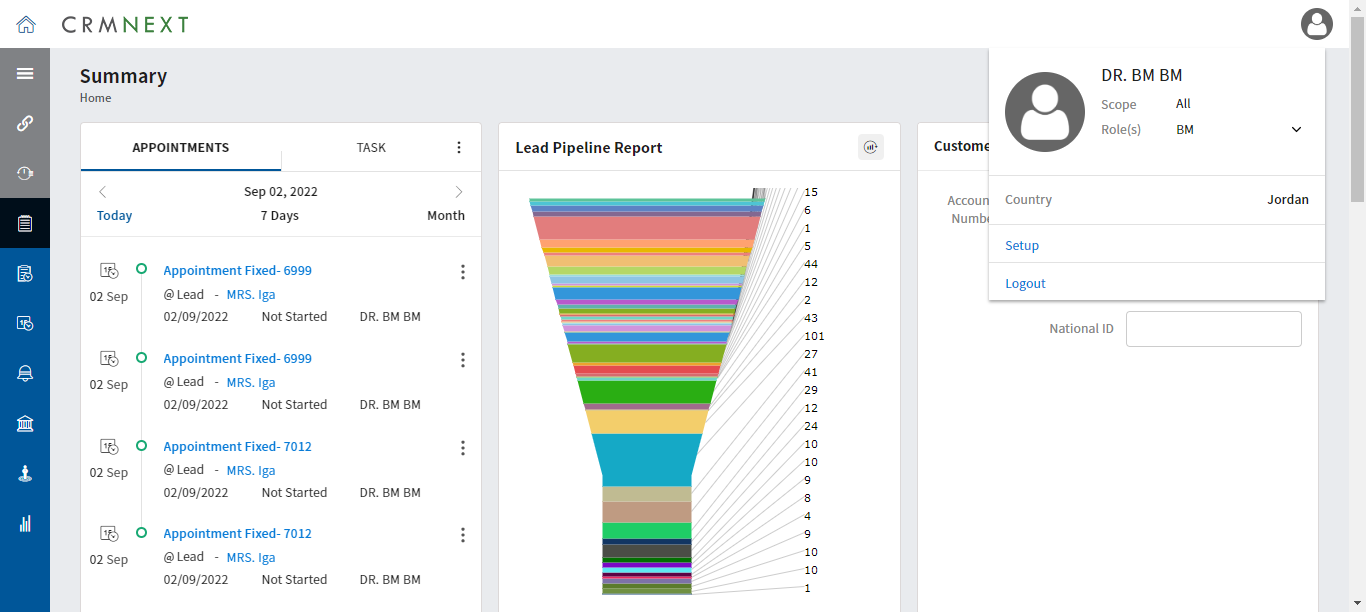 CRMNEXT
Summary
Home
DR. BM BM
Scope All
Role(s) BM
Country Jordan
Setup
Logout
APPOINTMENTS TASK
Sep 02, 2022
Today 7 Days Month
Appointment Fixed- 6999
02 Sep @ Lead - MRS. Iga
02/09/2022 Not Started DR. BM BM
Appointment Fixed- 6999
02 Sep @ Lead - MRS. Iga
02/09/2022 Not Started DR. BM BM
Appointment Fixed- 7012
02 Sep @ Lead - MRS. Iga
02/09/2022 Not Started DR. BM BM
Appointment Fixed- 7012
02 Sep @ Lead - MRS. Iga
02/09/2022 Not Started DR. BM BM
Lead Pipeline Report
15
6
1
5
44
12
2
43
101
27
41
29
12
24
10
10
9
8
4
9
10
10
1
Custome
Accoun
Numbe
National ID